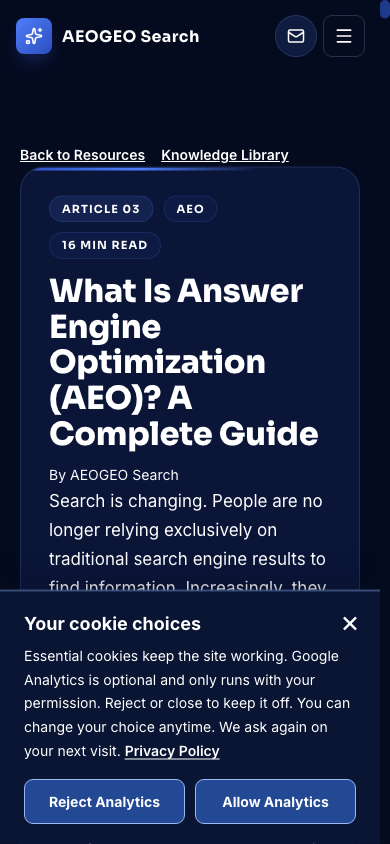 AEOGEO Search
Back to Resources Knowledge Library
ARTICLE 03 AEO
16 MIN READ
What Is Answer
Engine
Optimization
(AEO)? A
Complete Guide
By AEOGEO Search
Search is changing. People are no
longer relying exclusively on
traditional search engine results to
find information. Increasingly, they
Your cookie choices
Essential cookies keep the site working. Google
Analytics is optional and only runs with your
permission. Reject or close to keep it off. You can
change your choice anytime. We ask again on
your next visit. Privacy Policy
Reject Analytics Allow Analytics